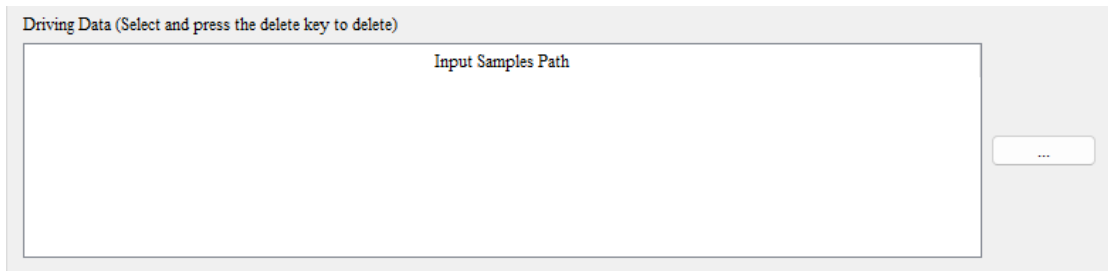 Driving Data (Select and press the delete key to delete)
Input Samples Path
...